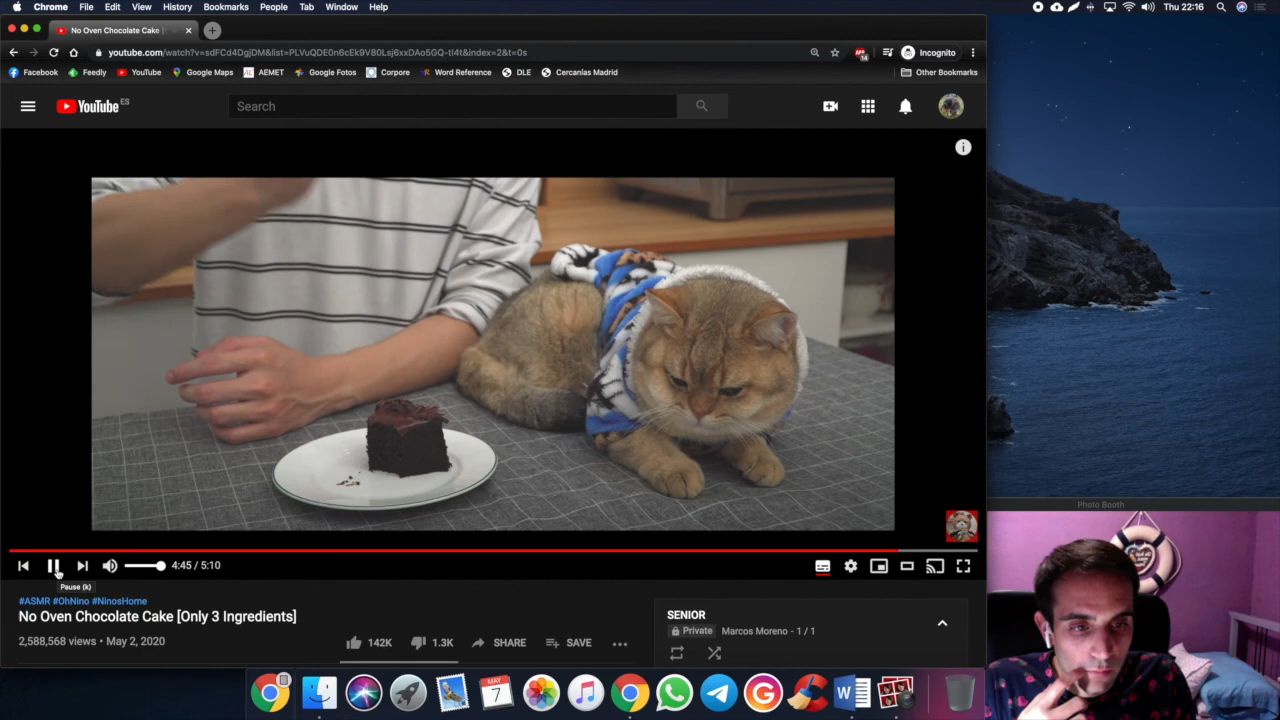 Chrome File Edit View History Bookmarks People Tab Window Help Thu 22:16
No Oven Chocolate Cake |
youtube.com/watch?v=sdFCd4DgjDM&list=PLVuQDE0n6cEk9V80Lsj6xxDAo5GQ-tl4t&index=2&t=0s Incognito
14
Facebook Feedly YouTube Google Maps AEMET Google Fotos Corpore Word Reference DLE Cercanías Madrid Other Bookmarks
YouTube ES Search
Photo Booth
4:45 / 5:10
Pause (k)
#ASMR #OhNino #NinosHome
No Oven Chocolate Cake [Only 3 Ingredients]
2,588,568 views • May 2, 2020
142K 1.3K SHARE SAVE
SENIOR
Private Marcos Moreno - 1 / 1
MAY
7